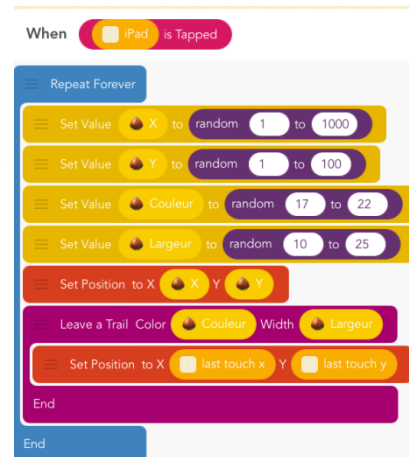 When iPad is Tapped
Repeat Forever
Set Value X to random 1 to 1000
Set Value Y to random 1 to 100
Set Value Couleur to random 17 to 22
Set Value Largeur to random 10 to 25
Set Position to X X Y Y
Leave a Trail Color Couleur Width Largeur
Set Position to X last touch x Y last touch y
End
End